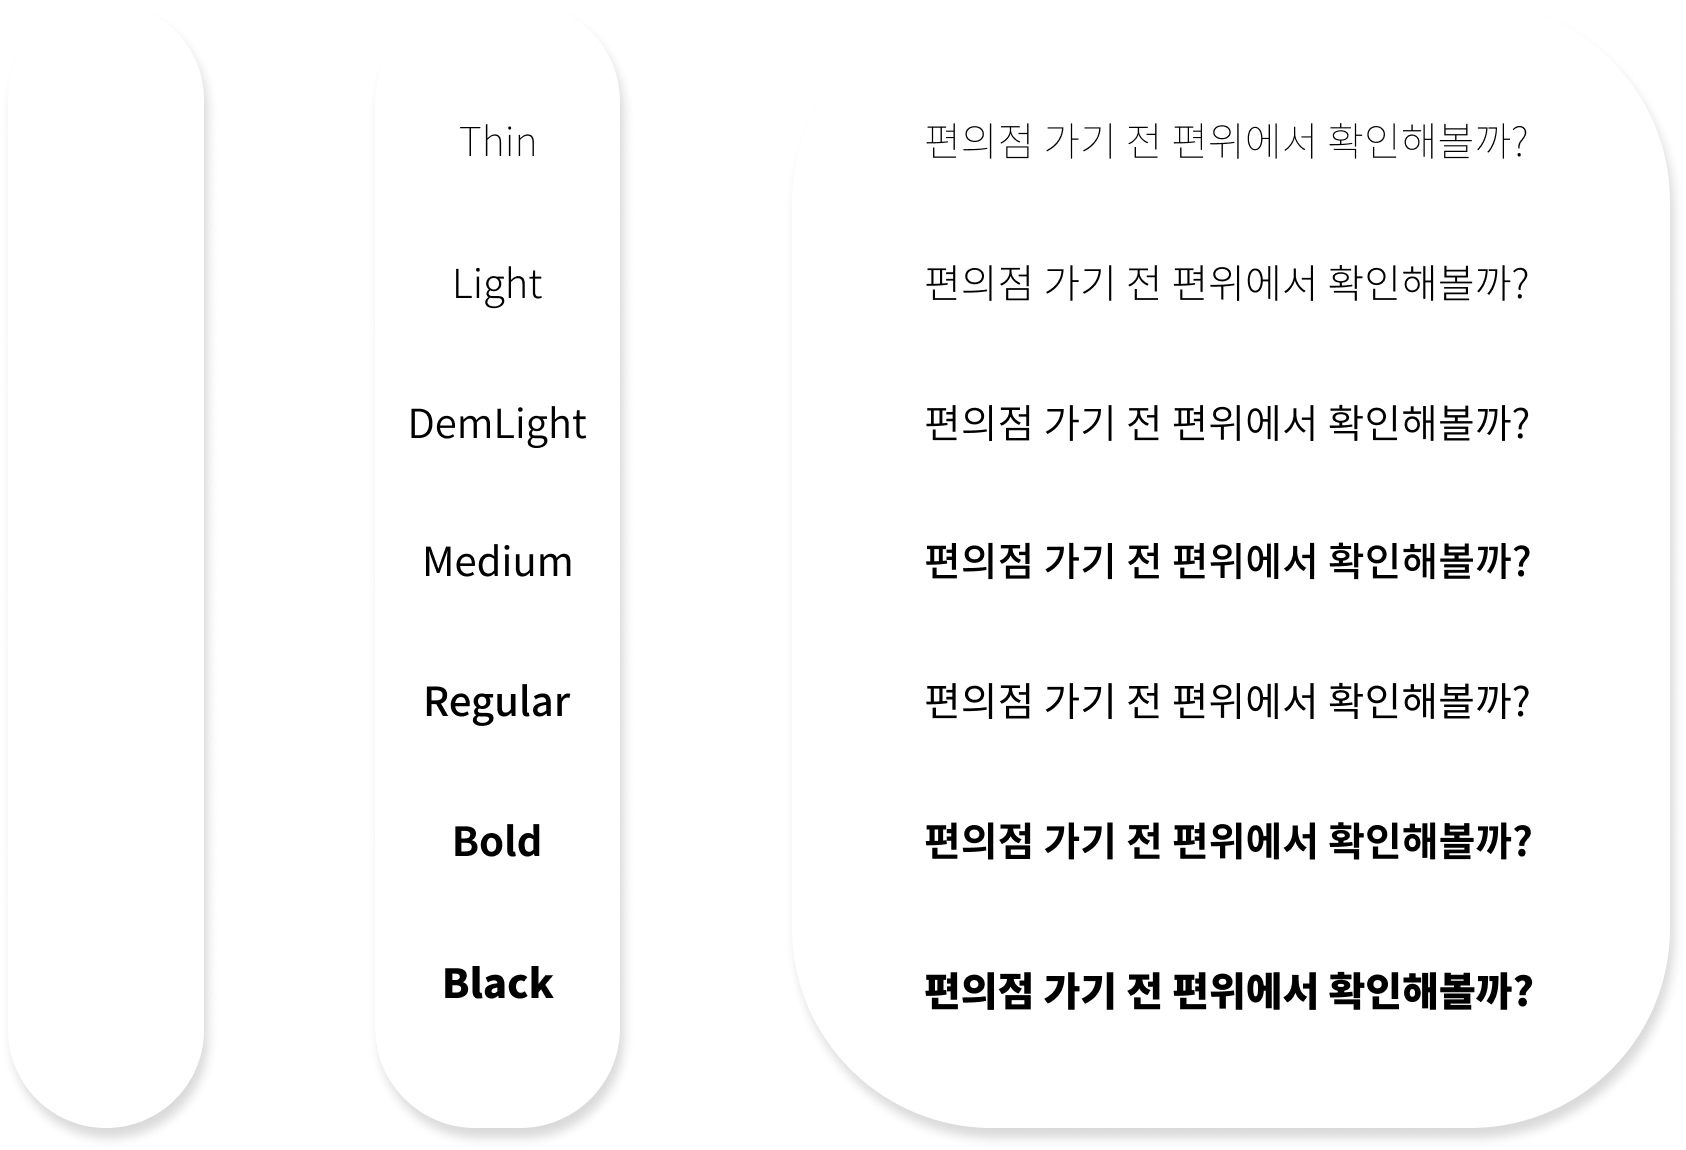 Thin 편의점 가기 전 편위에서 확인해볼까?
Light 편의점 가기 전 편위에서 확인해볼까?
DemLight 편의점 가기 전 편위에서 확인해볼까?
Medium 편의점 가기 전 편위에서 확인해볼까?
Regular 편의점 가기 전 편위에서 확인해볼까?
Bold 편의점 가기 전 편위에서 확인해볼까?
Black 편의점 가기 전 편위에서 확인해볼까?